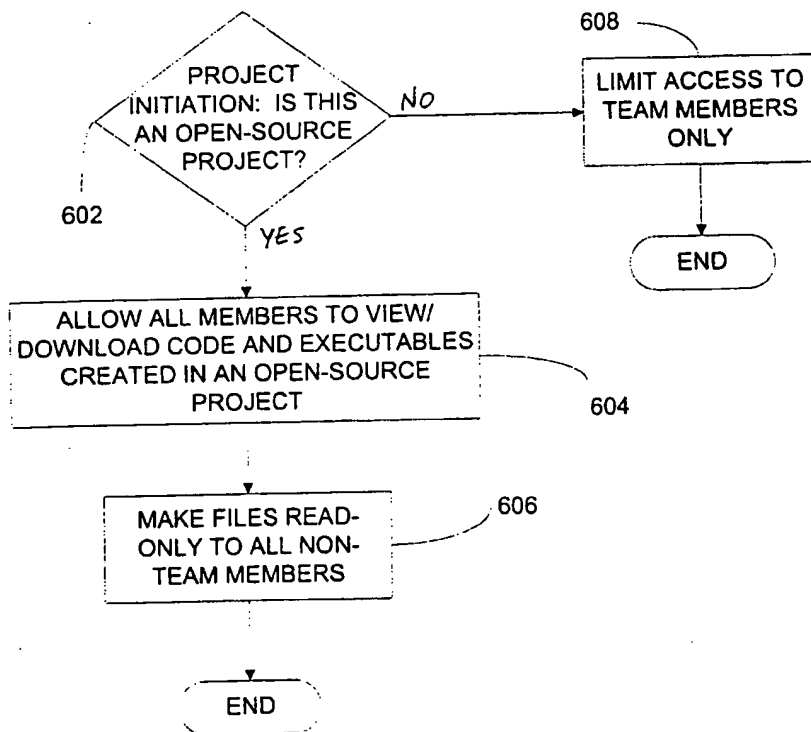 608
PROJECT
INITIATION: IS THIS
AN OPEN-SOURCE
PROJECT?
NO
LIMIT ACCESS TO
TEAM MEMBERS
ONLY
602
YES
END
ALLOW ALL MEMBERS TO VIEW/
DOWNLOAD CODE AND EXECUTABLES
CREATED IN AN OPEN-SOURCE
PROJECT
604
MAKE FILES READ-
ONLY TO ALL NON-
TEAM MEMBERS
606
END